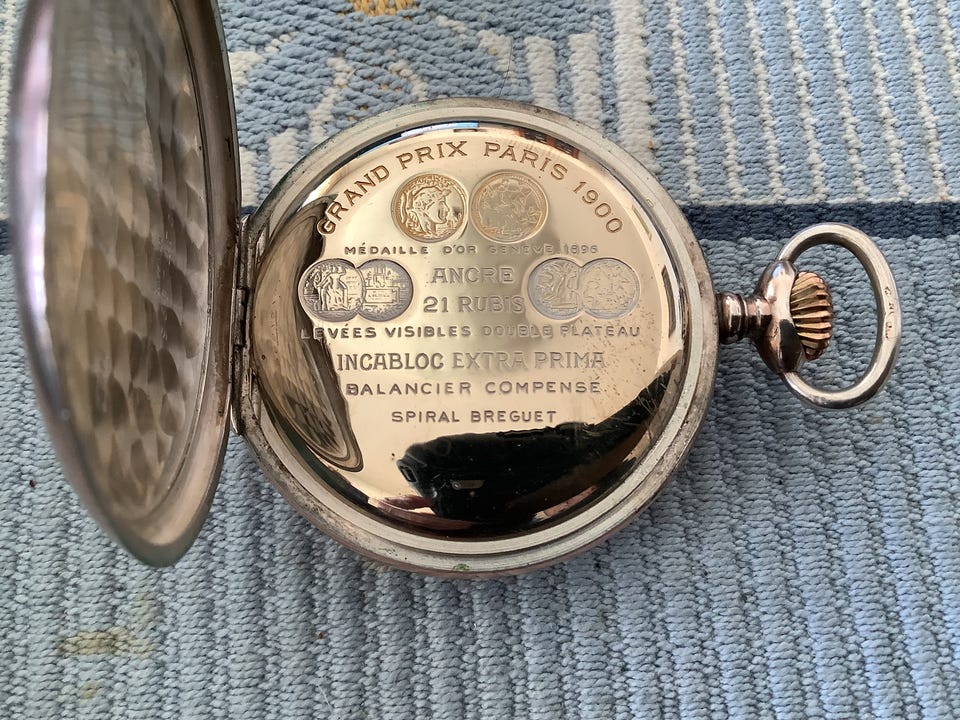 GRAND PRIX PARIS 1900
MÉDAILLE D'OR GENÈVE 1896
ANCRE
21 RUBIS
LEVÉES VISIBLES DOUBLE PLATEAU
INCABLOC EXTRA PRIMA
BALANCIER COMPENSÉ
SPIRAL BREGUET